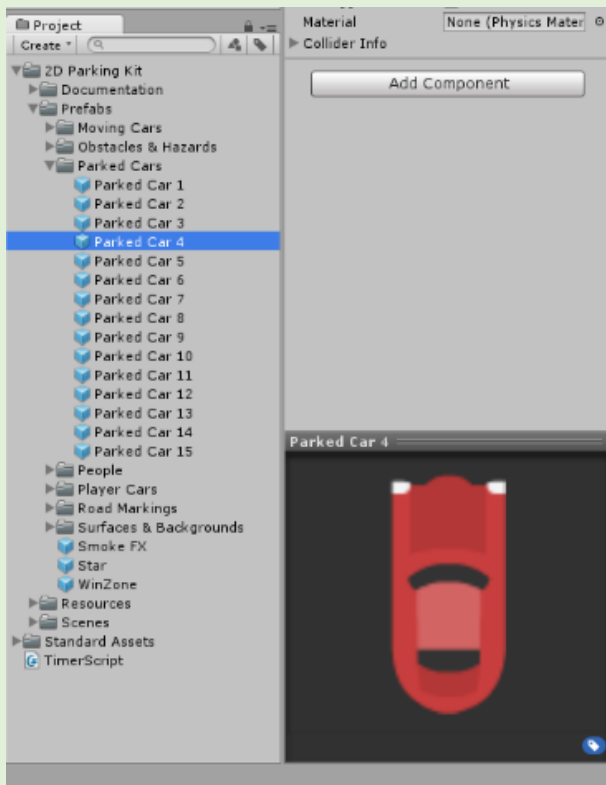 Project
Create
2D Parking Kit
Documentation
Prefabs
Moving Cars
Obstacles & Hazards
Parked Cars
Parked Car 1
Parked Car 2
Parked Car 3
Parked Car 4
Parked Car 5
Parked Car 6
Parked Car 7
Parked Car 8
Parked Car 9
Parked Car 10
Parked Car 11
Parked Car 12
Parked Car 13
Parked Car 14
Parked Car 15
People
Player Cars
Road Markings
Surfaces & Backgrounds
Smoke FX
Star
WinZone
Resources
Scenes
Standard Assets
TimerScript
Material None (Physics Mater
Collider Info
Add Component
Parked Car 4